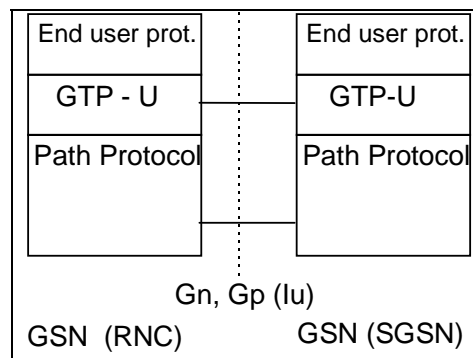 End user prot.
End user prot.
GTP - U
GTP-U
Path Protocol
Path Protocol
Gn, Gp (Iu)
GSN (RNC)
GSN (SGSN)